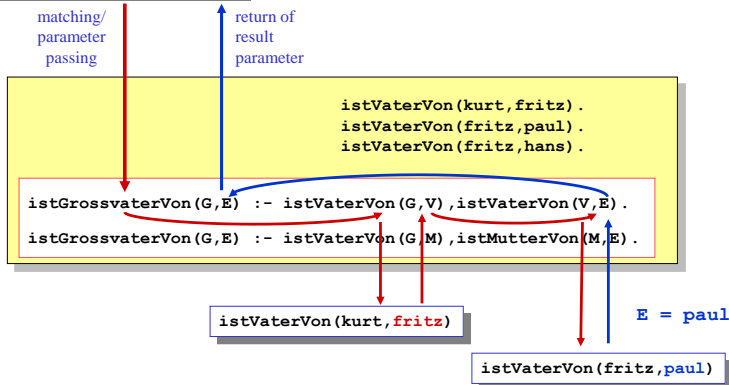 matching/
parameter
passing
return of
result
parameter
istVaterVon(kurt,fritz).
istVaterVon(fritz,paul).
istVaterVon(fritz,hans).
istGrossvaterVon(G,E) :- istVaterVon(G,V),istVaterVon(V,E).
istGrossvaterVon(G,E) :- istVaterVon(G,M),istMutterVon(M,E).
istVaterVon(kurt,fritz)
E = paul
istVaterVon(fritz,paul)